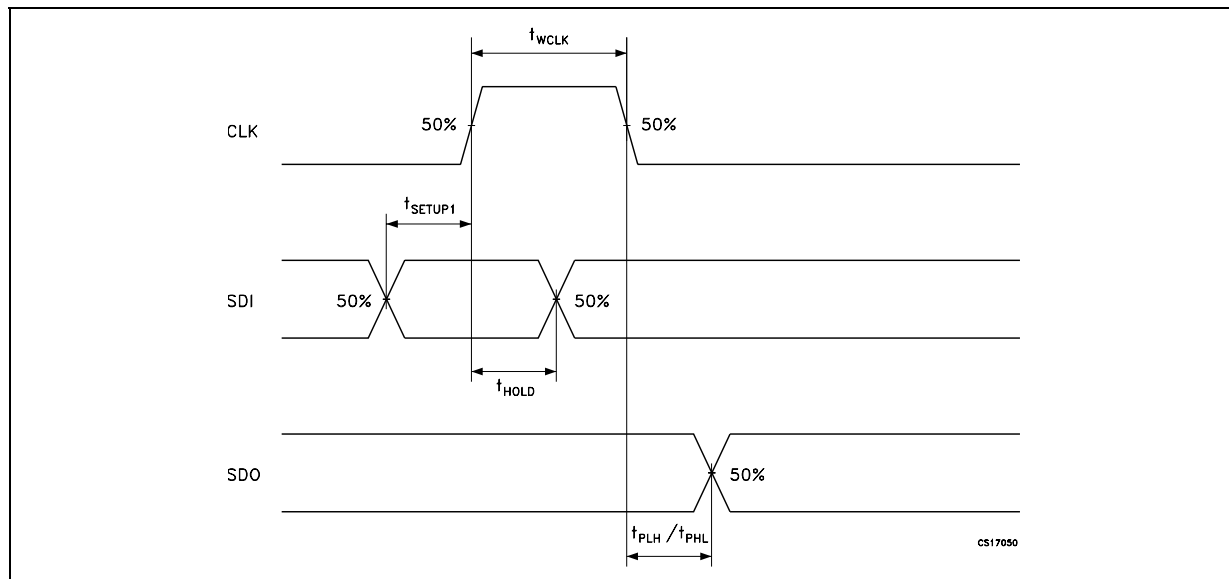 t_WCLK
CLK 50% 50%
t_SETUP1
SDI 50% 50%
t_HOLD
SDO 50%
t_PLH / t_PHL
CS17050